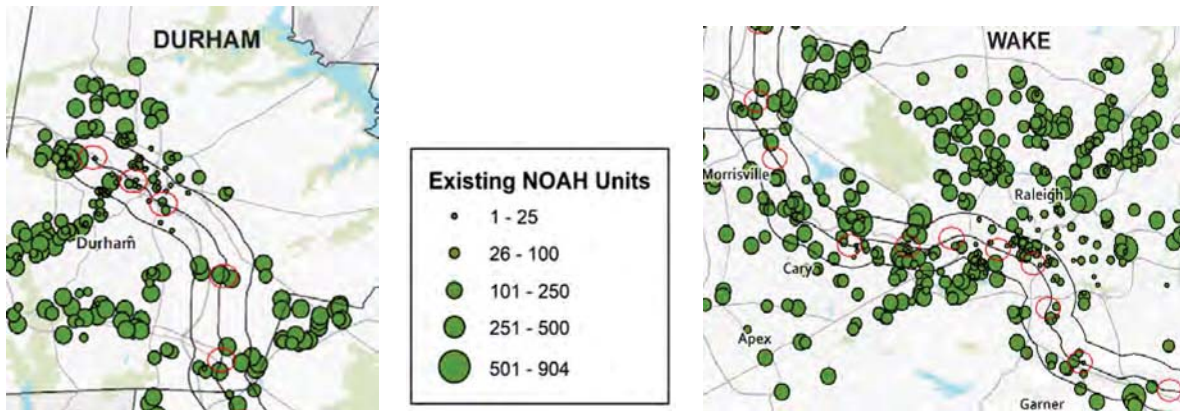 DURHAM
Durham
Existing NOAH Units
1 - 25
26 - 100
101 - 250
251 - 500
501 - 904
WAKE
Morrisville
Raleigh
Cary
Apex
Garner